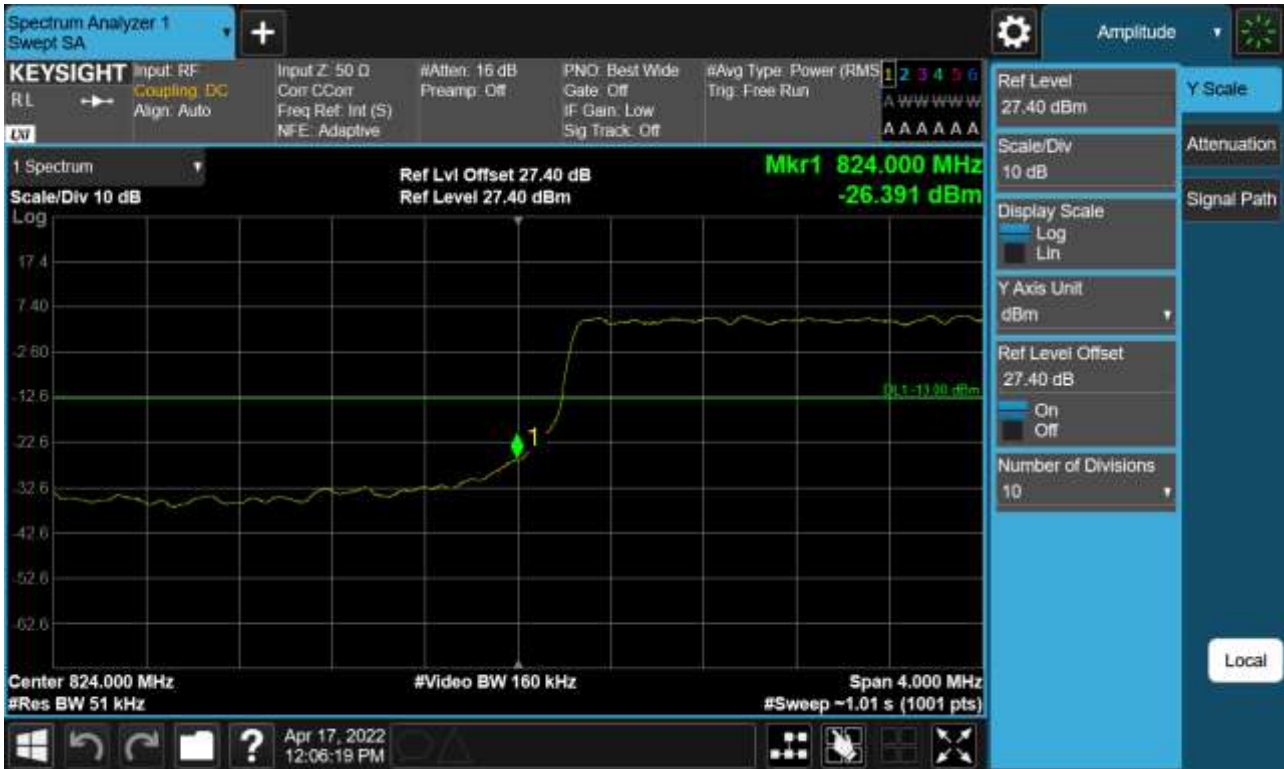 Spectrum Analyzer 1
Swept SA
+
Amplitude
KEYSIGHT
RL
Input: RF
Coupling: DC
Align: Auto
Input Z: 50 Ω
Corr CCorr
Freq Ref: Int (S)
NFE: Adaptive
#Atten: 16 dB
Preamp: Off
PNO: Best Wide
Gate: Off
IF Gain: Low
Sig Track: Off
#Avg Type: Power (RMS
Trig: Free Run
1 2 3 4 5 6
A W W W W W
A A A A A A
1 Spectrum
Scale/Div 10 dB
Ref Lvl Offset 27.40 dB
Ref Level 27.40 dBm
Mkr1 824.000 MHz
-26.391 dBm
Log
17.4
7.40
-2.60
-12.6
-22.6
-32.6
-42.6
-52.6
-62.6
DL1 -13.00 dBm
1
Center 824.000 MHz
#Video BW 160 kHz
Span 4.000 MHz
#Res BW 51 kHz
#Sweep ~1.01 s (1001 pts)
Ref Level
27.40 dBm
Scale/Div
10 dB
Display Scale
Log
Lin
Y Axis Unit
dBm
Ref Level Offset
27.40 dB
On
Off
Number of Divisions
10
Y Scale
Attenuation
Signal Path
Local
?
Apr 17, 2022
12:06:19 PM